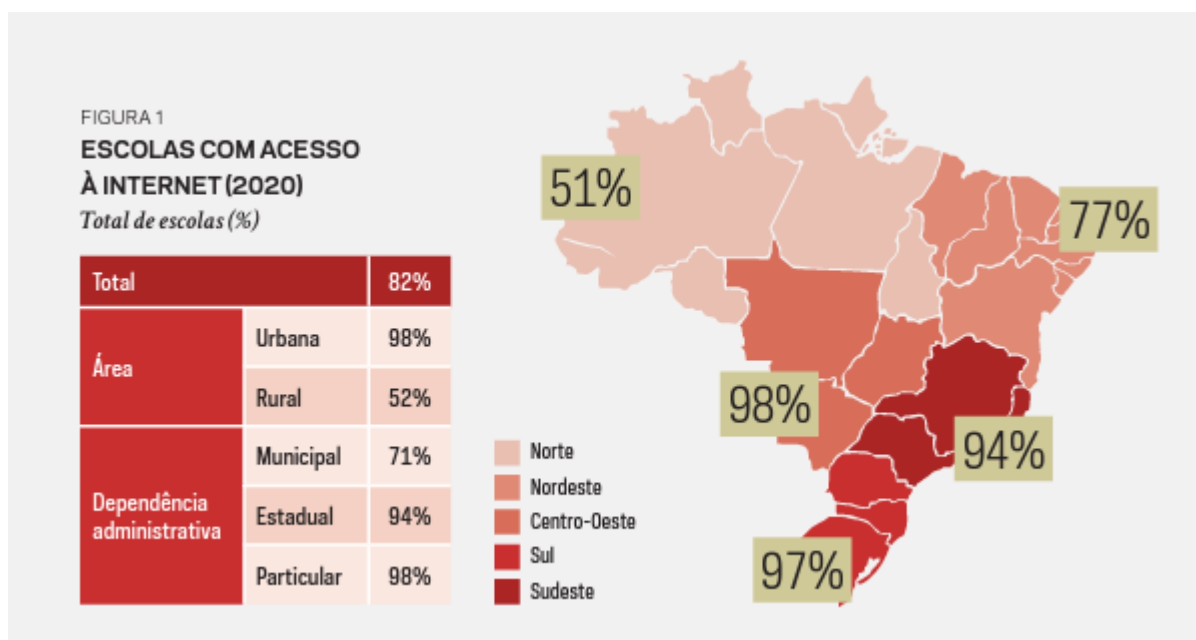 FIGURA 1
ESCOLAS COM ACESSO
À INTERNET (2020)
Total de escolas (%)
Total 82%
Área
Urbana 98%
Rural 52%
Dependência
administrativa
Municipal 71%
Estadual 94%
Particular 98%
Norte
Nordeste
Centro-Oeste
Sul
Sudeste
51%
77%
98%
94%
97%